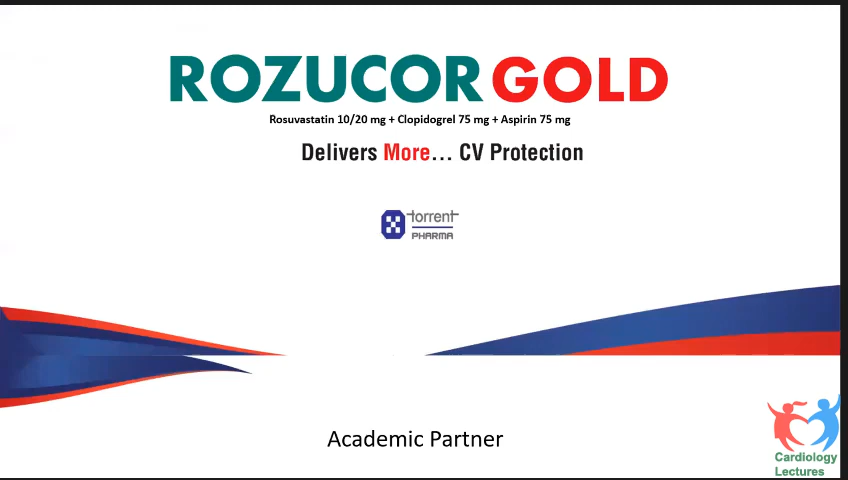 ROZUCOR GOLD
Rosuvastatin 10/20 mg + Clopidogrel 75 mg + Aspirin 75 mg
Delivers More... CV Protection
torrent
PHARMA
Academic Partner
Cardiology
Lectures